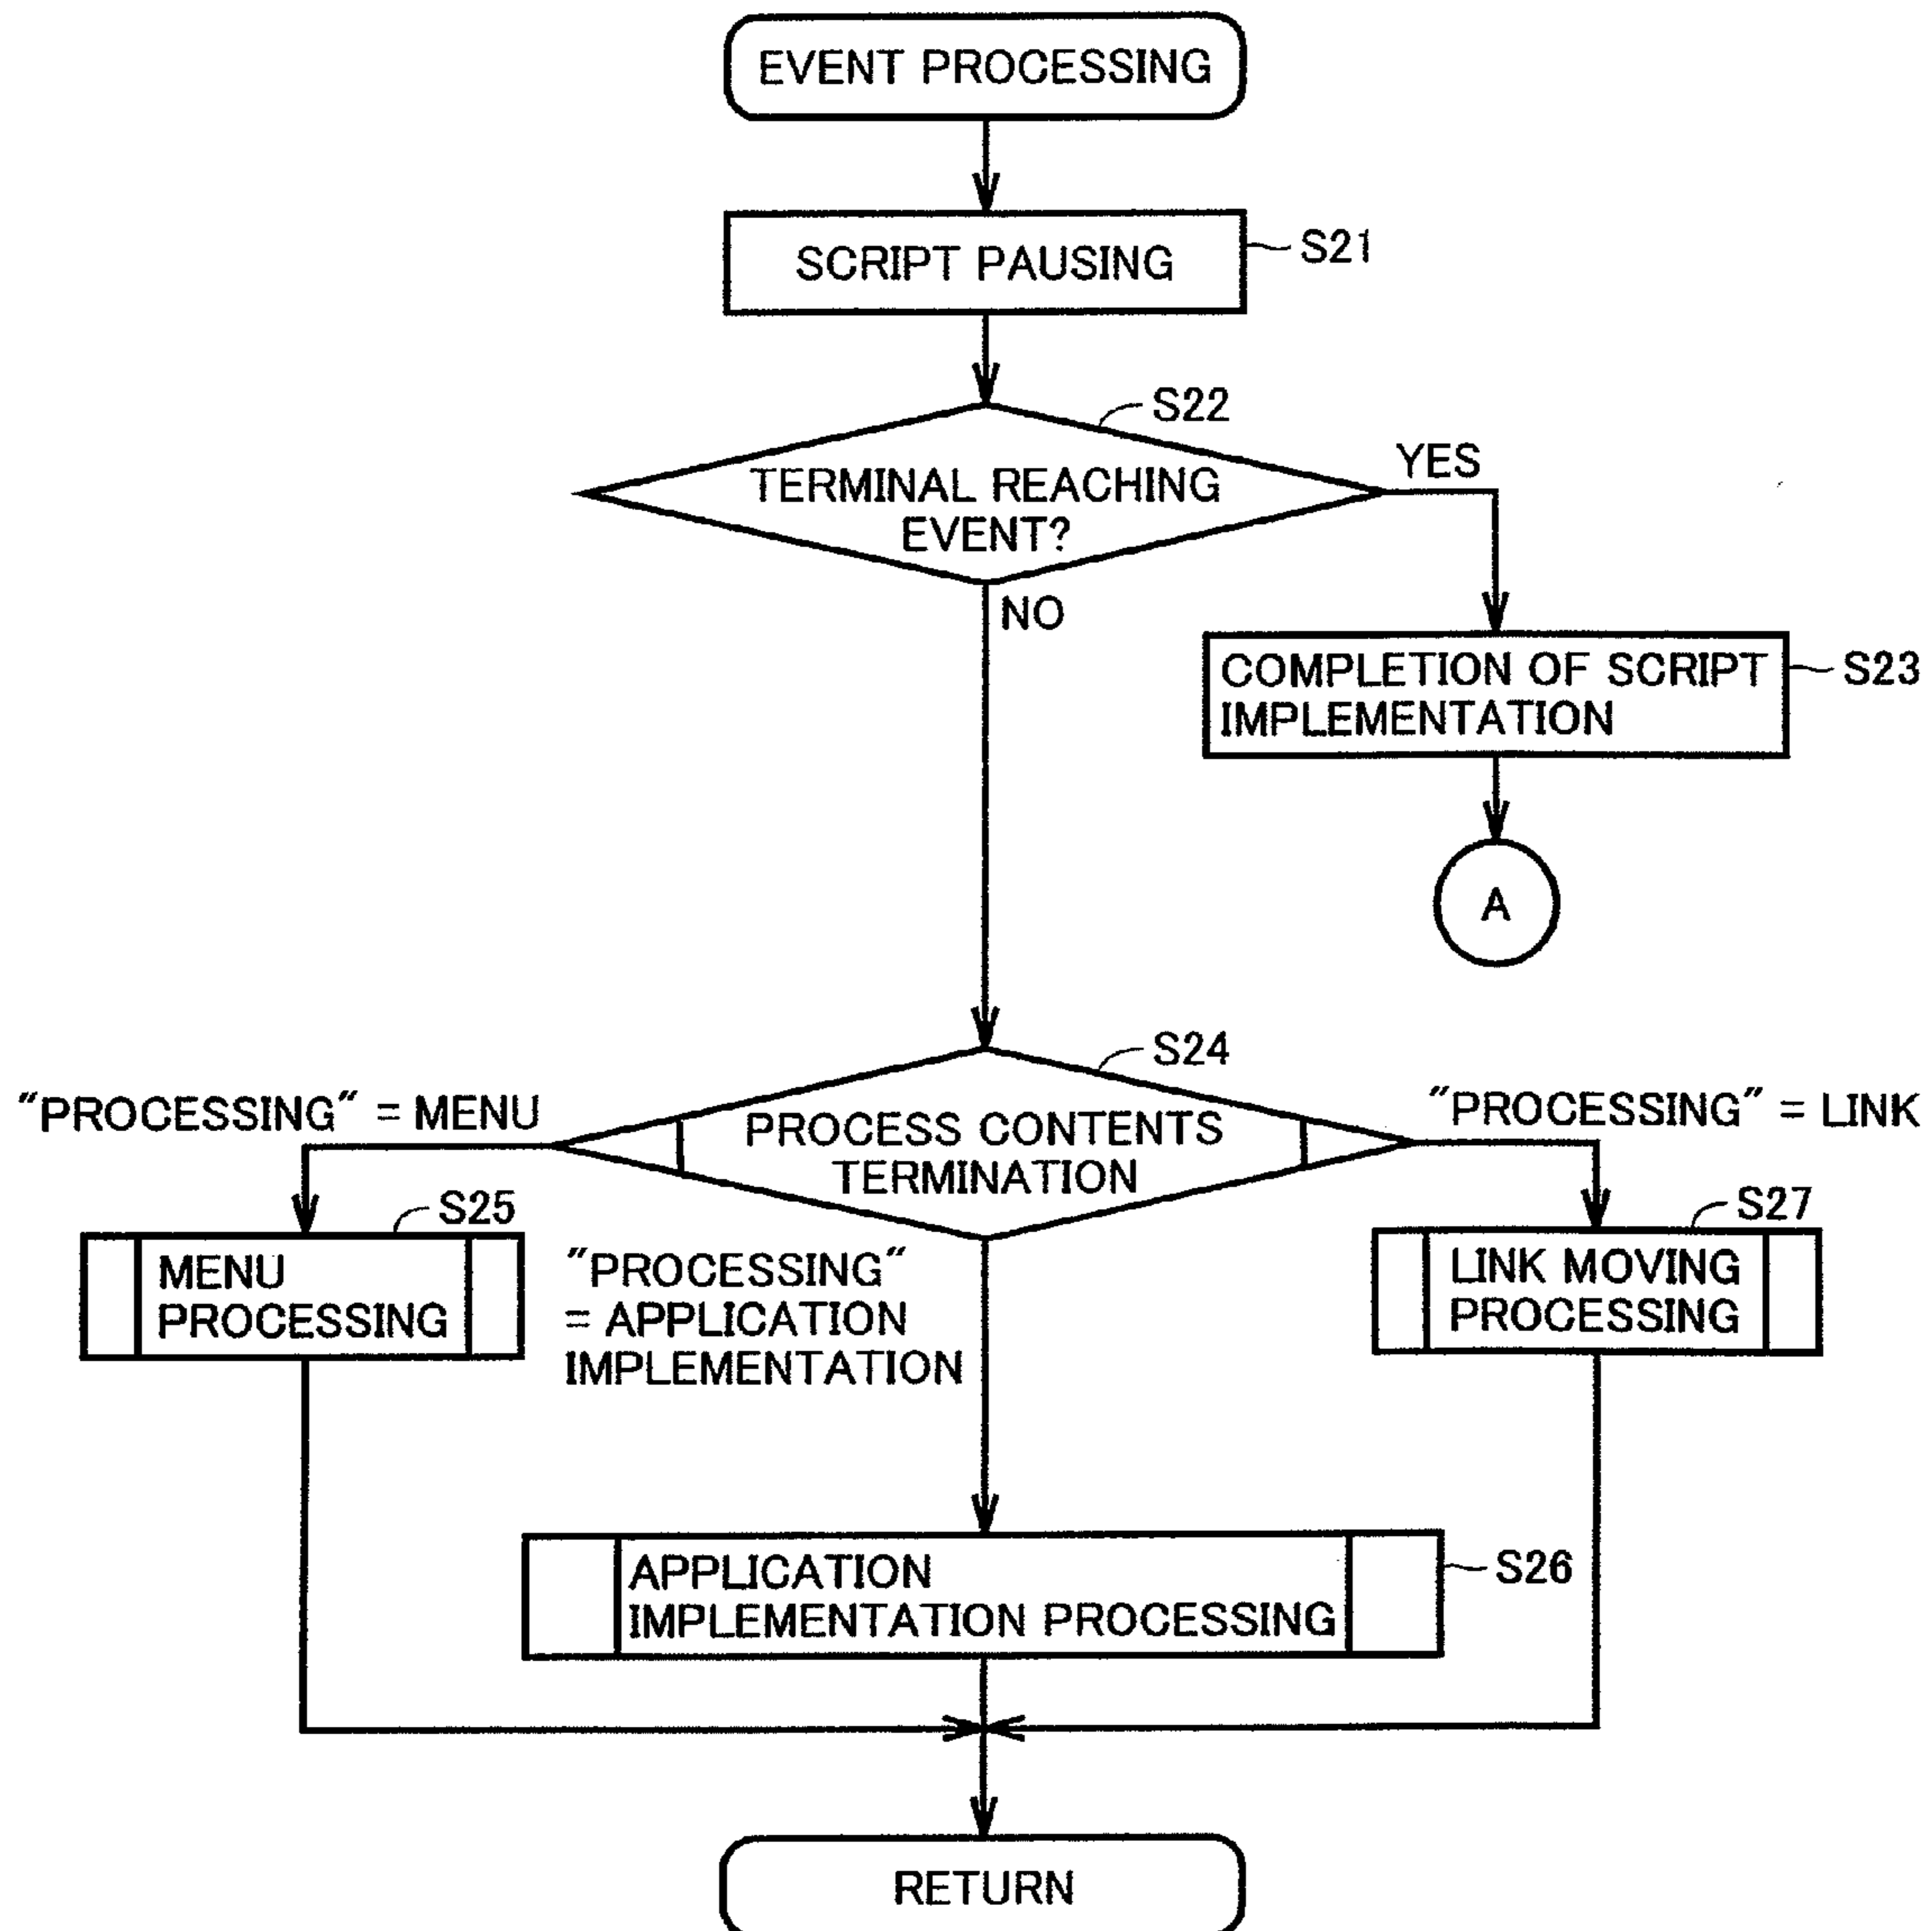 EVENT PROCESSING
SCRIPT PAUSING
S21
S22
TERMINAL REACHING
EVENT?
YES
NO
COMPLETION OF SCRIPT
IMPLEMENTATION
S23
A
S24
PROCESS CONTENTS
TERMINATION
"PROCESSING" = MENU
"PROCESSING" = LINK
S25
MENU
PROCESSING
"PROCESSING"
= APPLICATION
IMPLEMENTATION
S27
LINK MOVING
PROCESSING
APPLICATION
IMPLEMENTATION PROCESSING
S26
RETURN